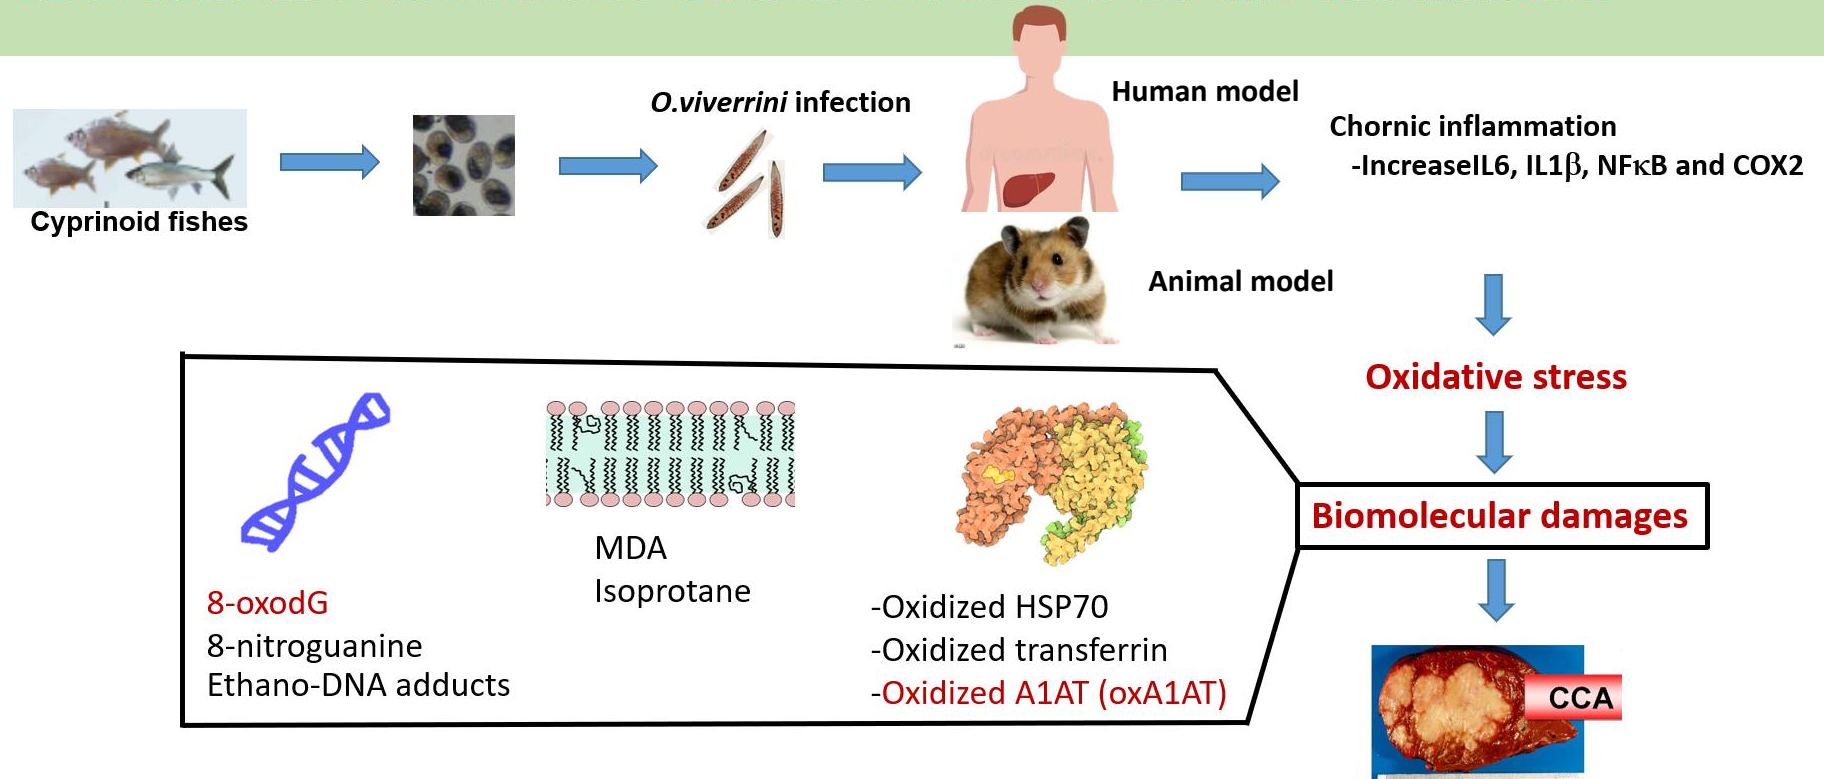 O.viverrini infection
Human model
Chornic inflammation
-IncreaseIL6, IL1β, NFκB and COX2
Cyprinoid fishes
Animal model
Oxidative stress
Biomolecular damages
MDA
Isoprotane
8-oxodG
8-nitroguanine
Ethano-DNA adducts
-Oxidized HSP70
-Oxidized transferrin
-Oxidized A1AT (oxA1AT)
CCA